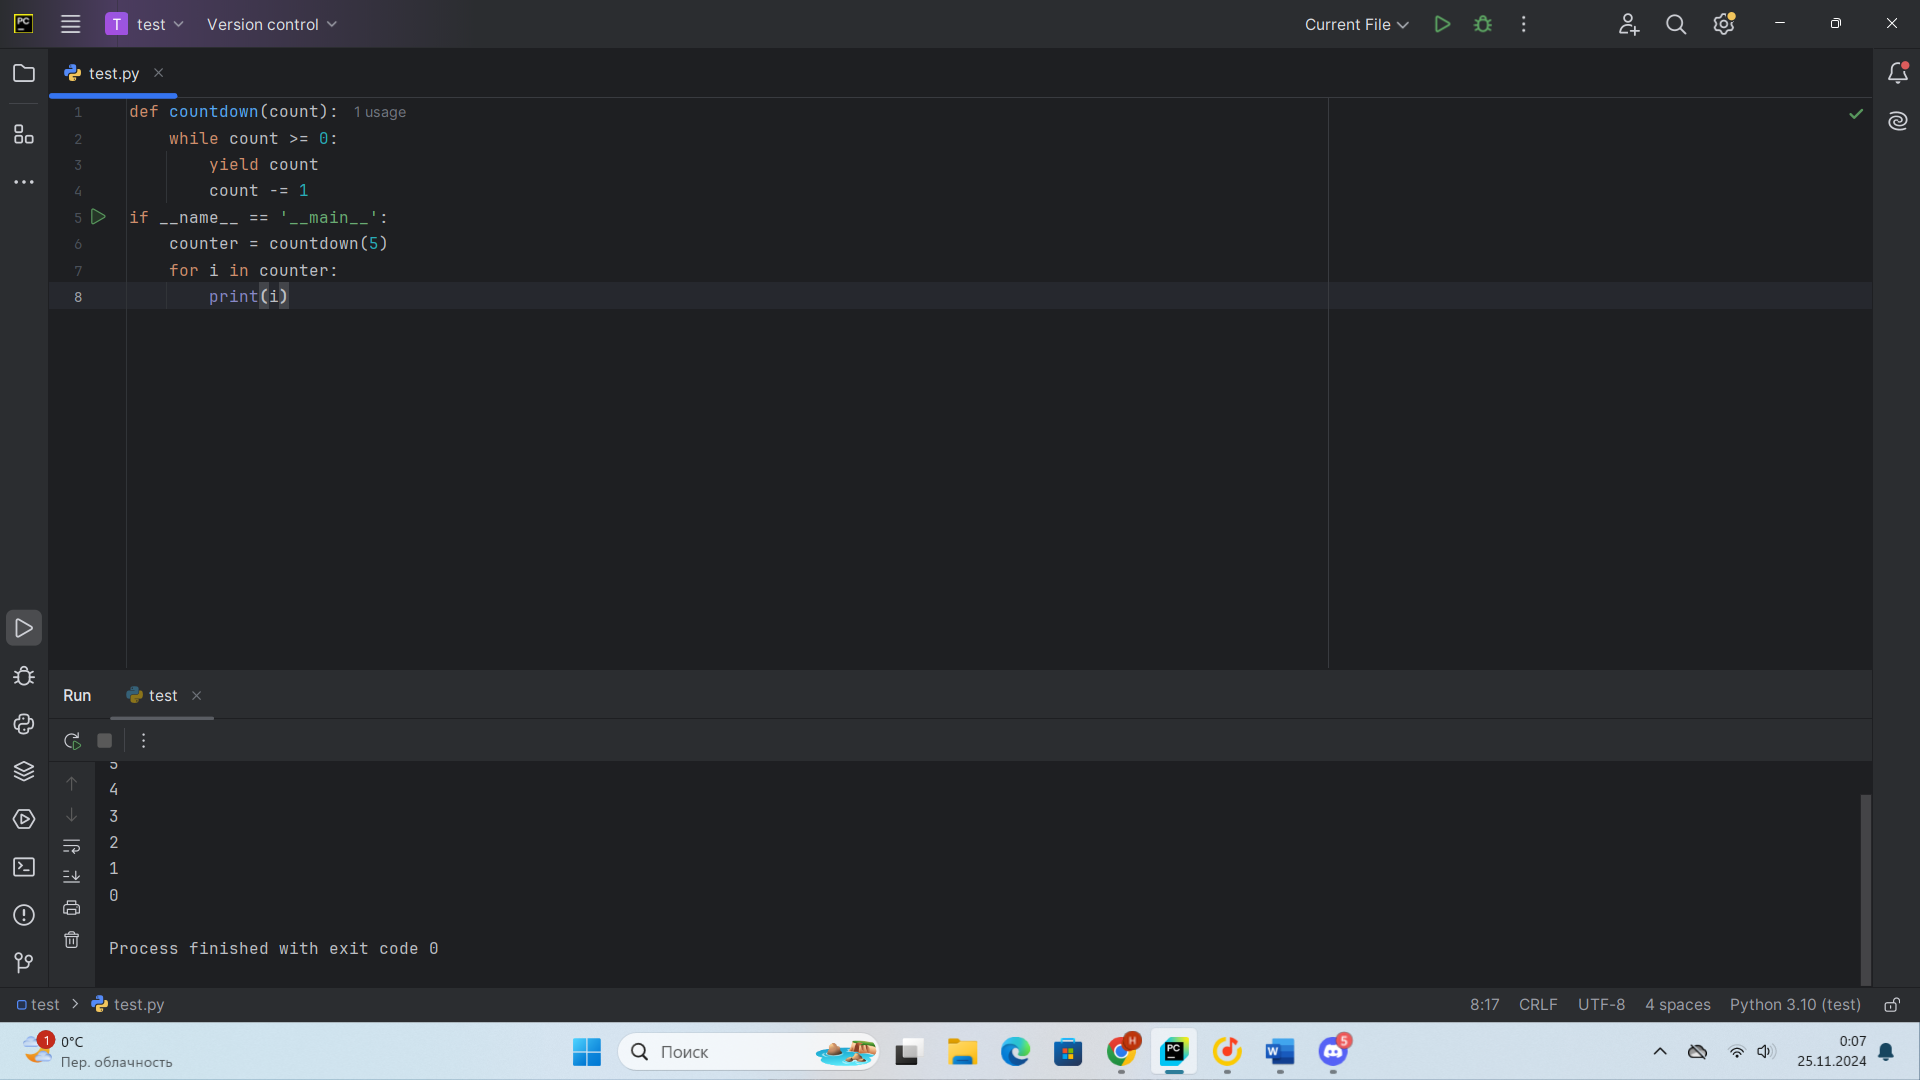 PC T test Version control Current File
test.py
1 def countdown(count): 1 usage
2     while count >= 0:
3         yield count
4         count -= 1
5 if __name__ == '__main__':
6     counter = countdown(5)
7     for i in counter:
8         print(i)
Run test
5
4
3
2
1
0
Process finished with exit code 0
test > test.py 8:17 CRLF UTF-8 4 spaces Python 3.10 (test)
1 0°C
Пер. облачность
Поиск
H
PC
W
5
0:07
25.11.2024